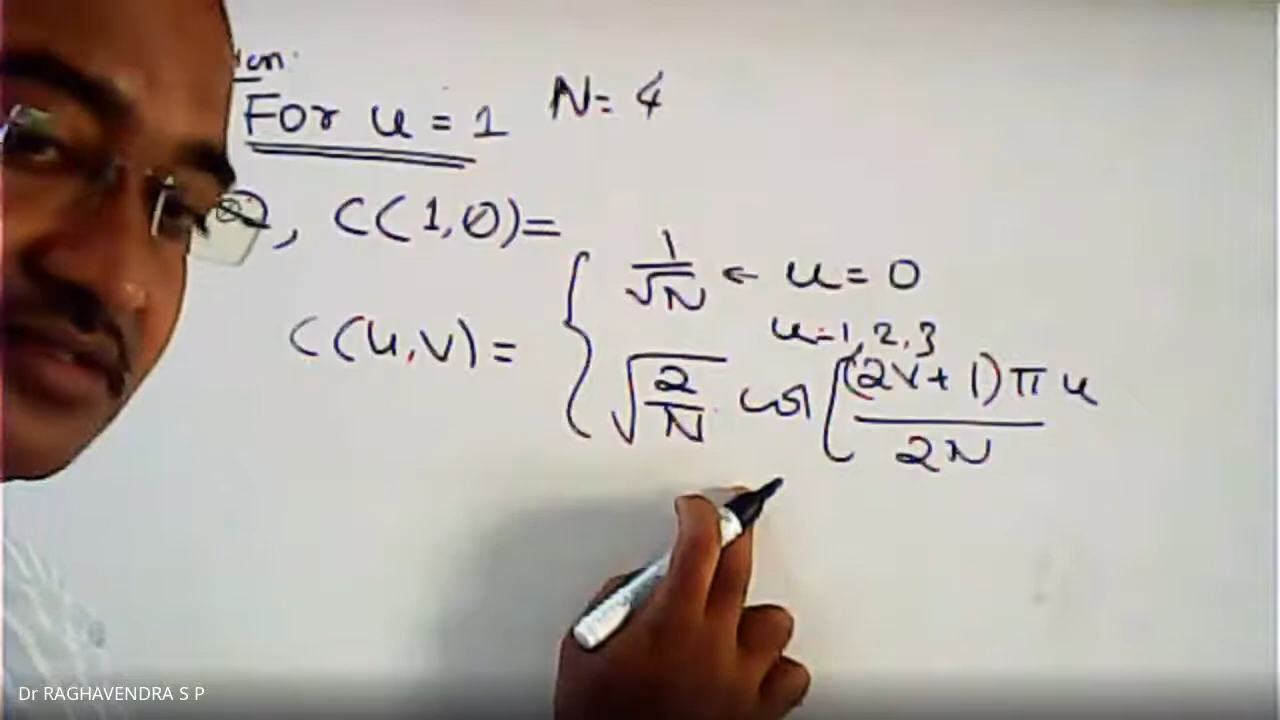 For u = 1 N = 4
, C(1,0) =
1/√N ← u = 0
u=1,2,3
C(u,v) = { √(2/N) cos[(2v+1)πu / 2N
Dr RAGHAVENDRA S P